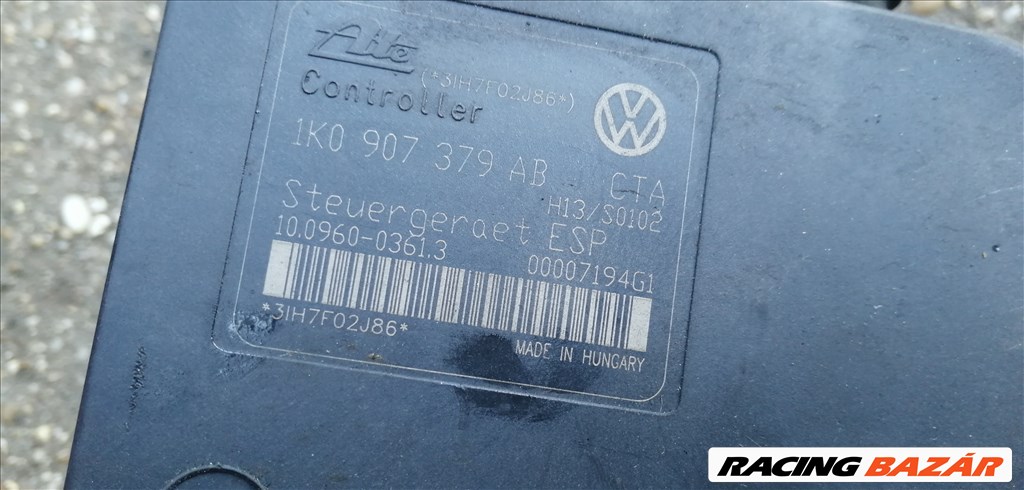 Ate
(*3IH7F02J86*)
Controller
1K0 907 379 AB
CTA
H13/S0102
Steuergeraet ESP
10.0960-0361.3
00007194G1
*3IH7F02J86*
MADE IN HUNGARY
RACING BAZÁR